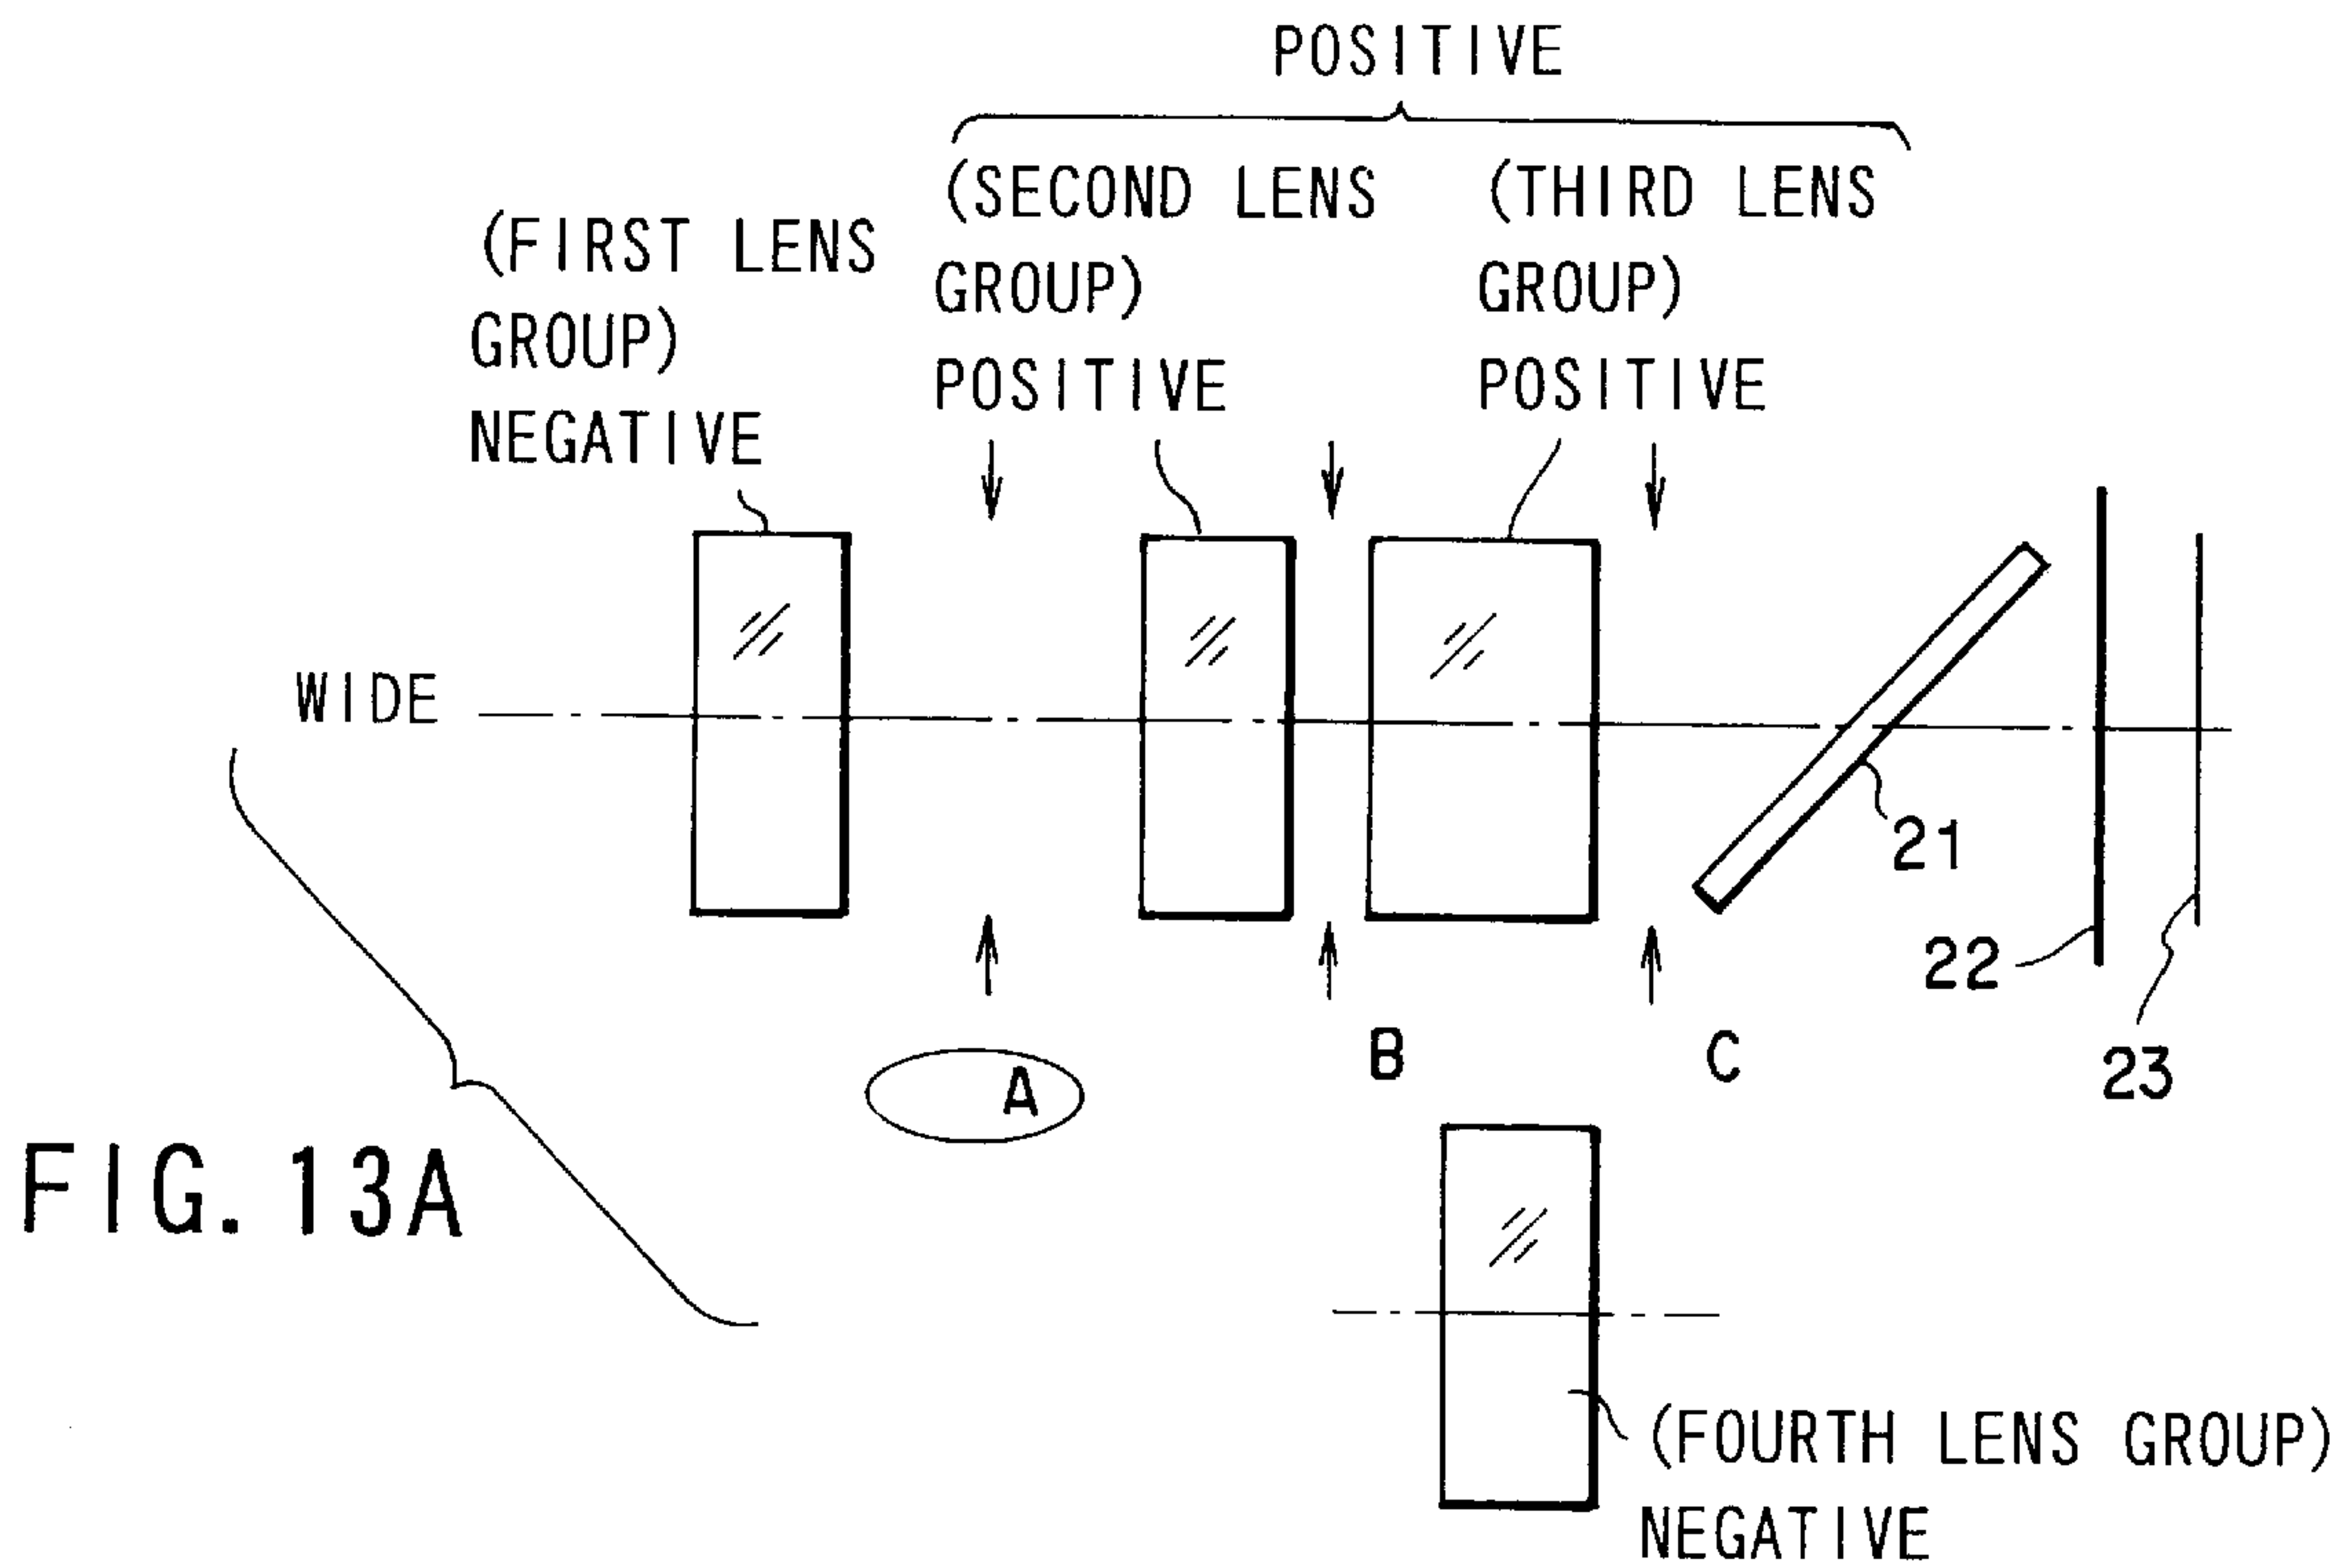 POSITIVE
(FIRST LENS
GROUP)
NEGATIVE
(SECOND LENS
GROUP)
POSITIVE
(THIRD LENS
GROUP)
POSITIVE
WIDE
21
22
23
A
B
C
FIG. 13A
(FOURTH LENS GROUP)
NEGATIVE